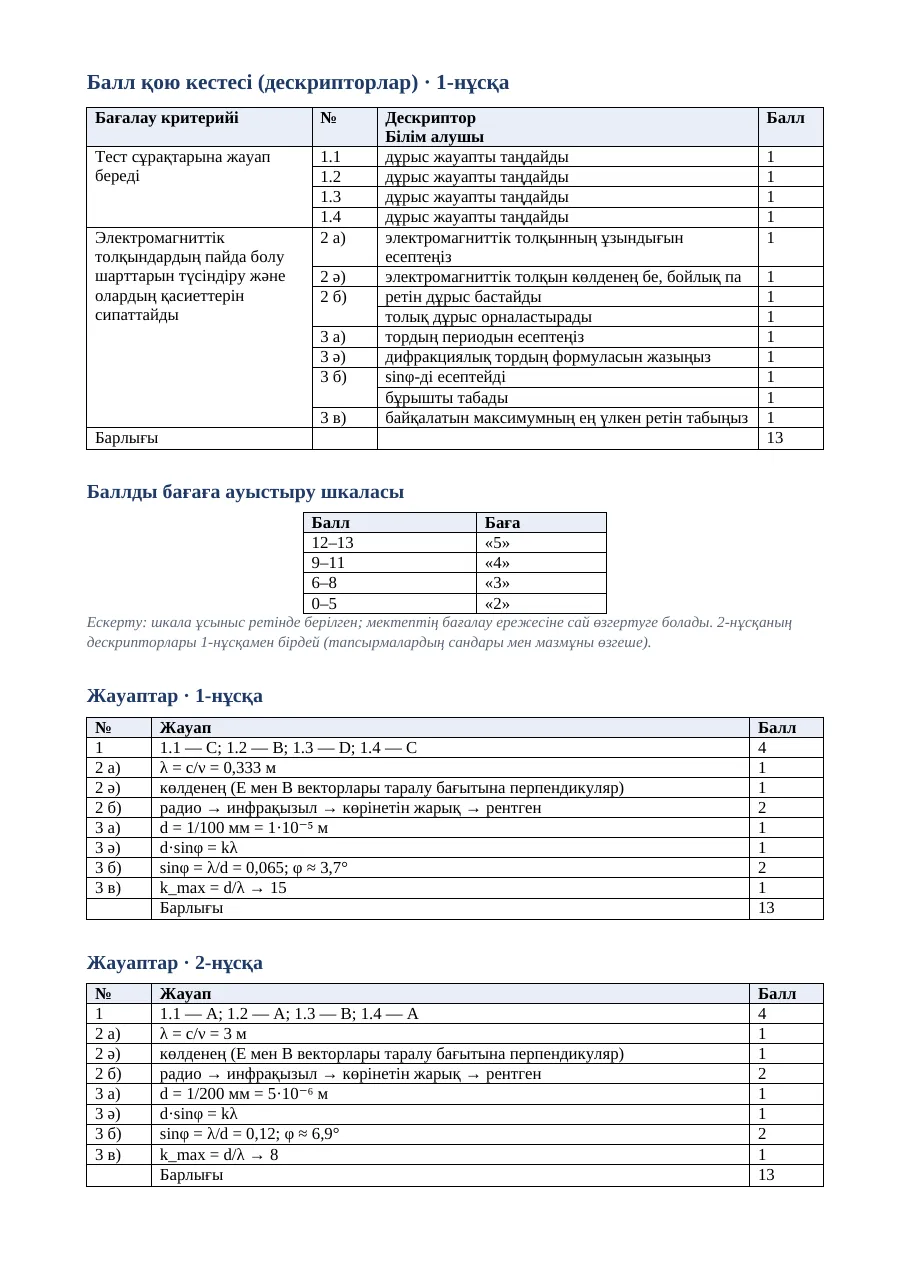 Балл қою кестесі (дескрипторлар) · 1-нұсқа
Бағалау критерийі № Дескриптор Балл
Білім алушы
Тест сұрақтарына жауап 1.1 дұрыс жауапты таңдайды 1
береді 1.2 дұрыс жауапты таңдайды 1
1.3 дұрыс жауапты таңдайды 1
1.4 дұрыс жауапты таңдайды 1
Электромагниттік 2 а) электромагниттік толқынның ұзындығын 1
толқындардың пайда болу есептеңіз
шарттарын түсіндіру және 2 ә) электромагниттік толқын көлденең бе, бойлық па 1
олардың қасиеттерін 2 б) ретін дұрыс бастайды 1
сипаттайды толық дұрыс орналастырады 1
3 а) тордың периодын есептеңіз 1
3 ә) дифракциялық тордың формуласын жазыңыз 1
3 б) sinφ-ді есептейді 1
бұрышты табады 1
3 в) байқалатын максимумның ең үлкен ретін табыңыз 1
Барлығы 13
Баллды бағаға ауыстыру шкаласы
Балл Баға
12–13 «5»
9–11 «4»
6–8 «3»
0–5 «2»
Ескерту: шкала ұсыныс ретінде берілген; мектептің бағалау ережесіне сай өзгертуге болады. 2-нұсқаның
дескрипторлары 1-нұсқамен бірдей (тапсырмалардың сандары мен мазмұны өзгеше).
Жауаптар · 1-нұсқа
№ Жауап Балл
1 1.1 — C; 1.2 — B; 1.3 — D; 1.4 — C 4
2 а) λ = c/ν = 0,333 м 1
2 ә) көлденең (E мен B векторлары таралу бағытына перпендикуляр) 1
2 б) радио → инфрақызыл → көрінетін жарық → рентген 2
3 а) d = 1/100 мм = 1·10⁻⁵ м 1
3 ә) d·sinφ = kλ 1
3 б) sinφ = λ/d = 0,065; φ ≈ 3,7° 2
3 в) k_max = d/λ → 15 1
Барлығы 13
Жауаптар · 2-нұсқа
№ Жауап Балл
1 1.1 — A; 1.2 — A; 1.3 — B; 1.4 — A 4
2 а) λ = c/ν = 3 м 1
2 ә) көлденең (E мен B векторлары таралу бағытына перпендикуляр) 1
2 б) радио → инфрақызыл → көрінетін жарық → рентген 2
3 а) d = 1/200 мм = 5·10⁻⁶ м 1
3 ә) d·sinφ = kλ 1
3 б) sinφ = λ/d = 0,12; φ ≈ 6,9° 2
3 в) k_max = d/λ → 8 1
Барлығы 13